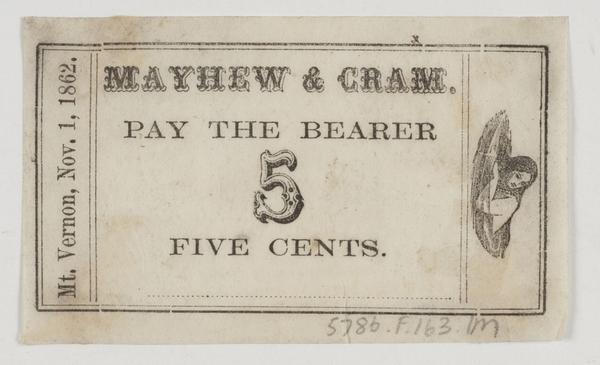 Mt. Vernon, Nov. 1, 1862.
MAYHEW & CRAM.
PAY THE BEARER
5
FIVE CENTS.
5786.F.163.m